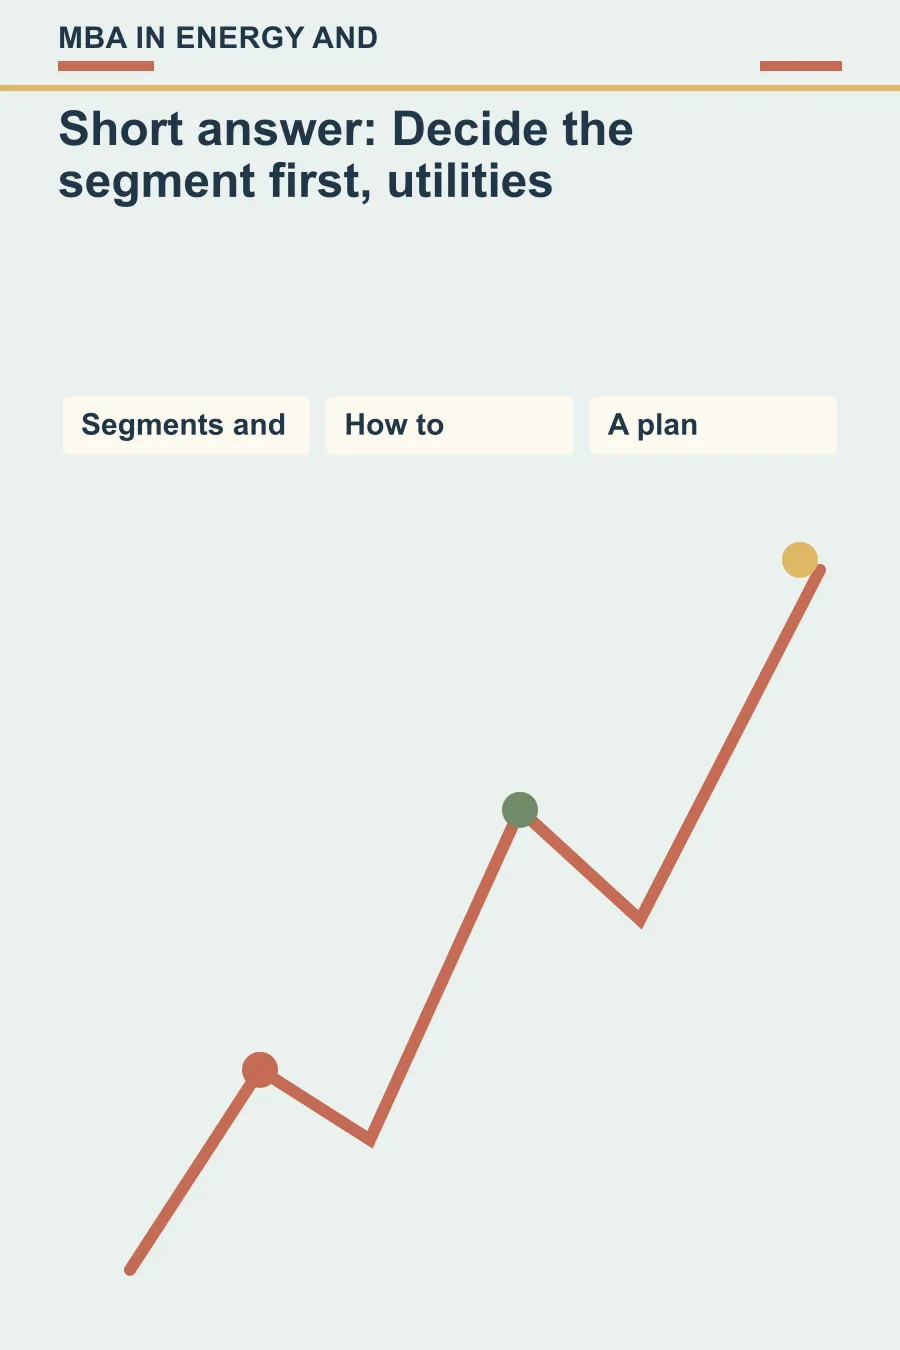 MBA IN ENERGY AND
Short answer: Decide the
segment first, utilities
Segments and
How to
A plan